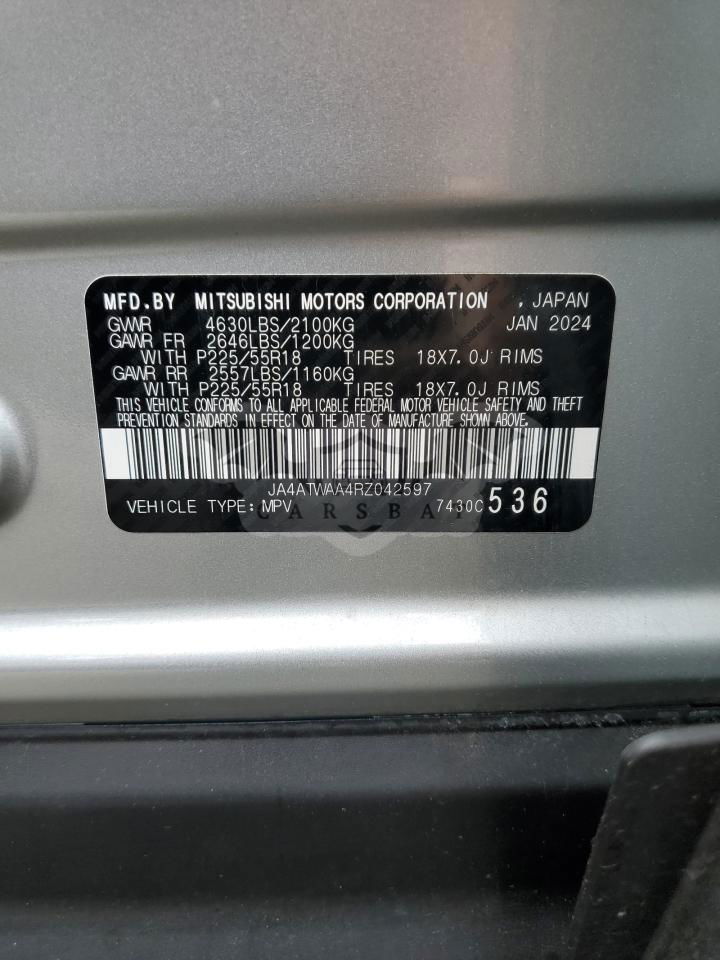 MFD.BY MITSUBISHI MOTORS CORPORATION , JAPAN
GVWR 4630LBS/2100KG JAN 2024
GAWR FR 2646LBS/1200KG
WITH P225/55R18 TIRES 18X7.0J RIMS
GAWR RR 2557LBS/1160KG
WITH P225/55R18 TIRES 18X7.0J RIMS
THIS VEHICLE CONFORMS TO ALL APPLICABLE FEDERAL MOTOR VEHICLE SAFETY AND THEFT
PREVENTION STANDARDS IN EFFECT ON THE DATE OF MANUFACTURE SHOWN ABOVE.
JA4ATWAA4RZ042597
VEHICLE TYPE:MPV 7430C536
CARSBAT